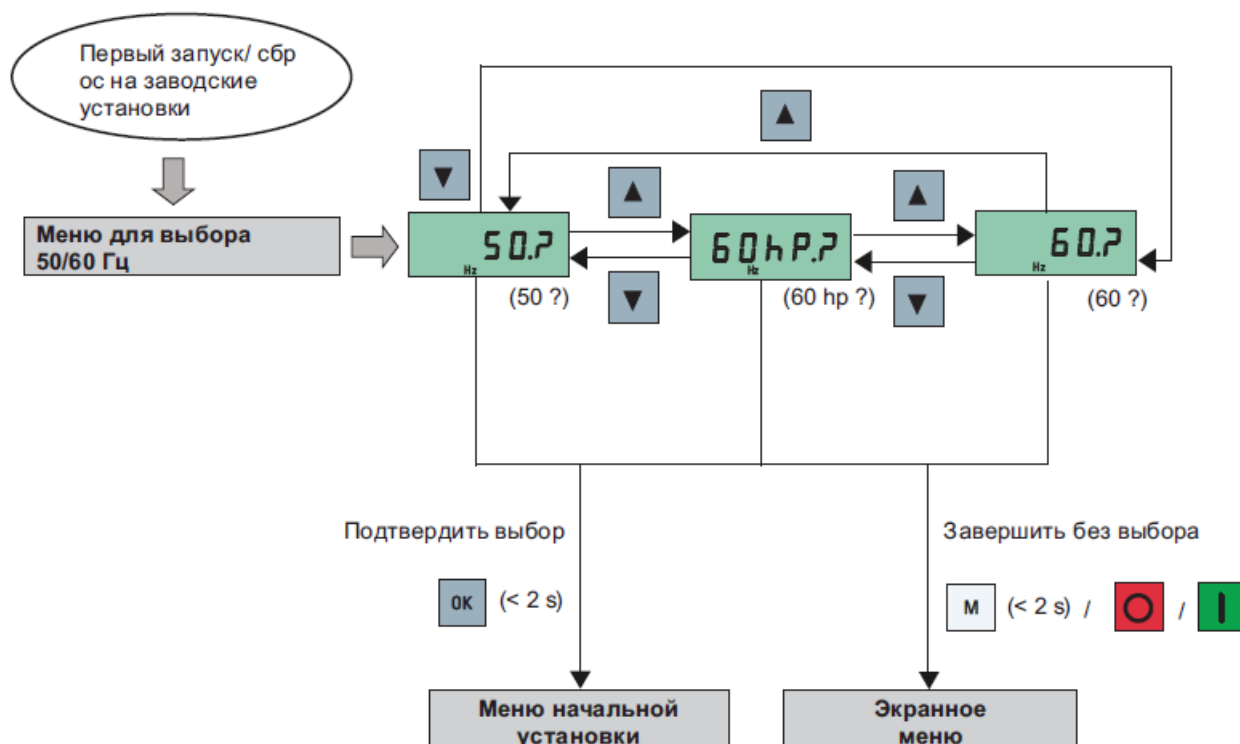 Первый запуск/ сбр
ос на заводские
установки
Меню для выбора
50/60 Гц
50.?
Hz
(50 ?)
60hP.?
Hz
(60 hp ?)
60.?
Hz
(60 ?)
Подтвердить выбор
OK (< 2 s)
Завершить без выбора
M (< 2 s) / /
Меню начальной
установки
Экранное
меню